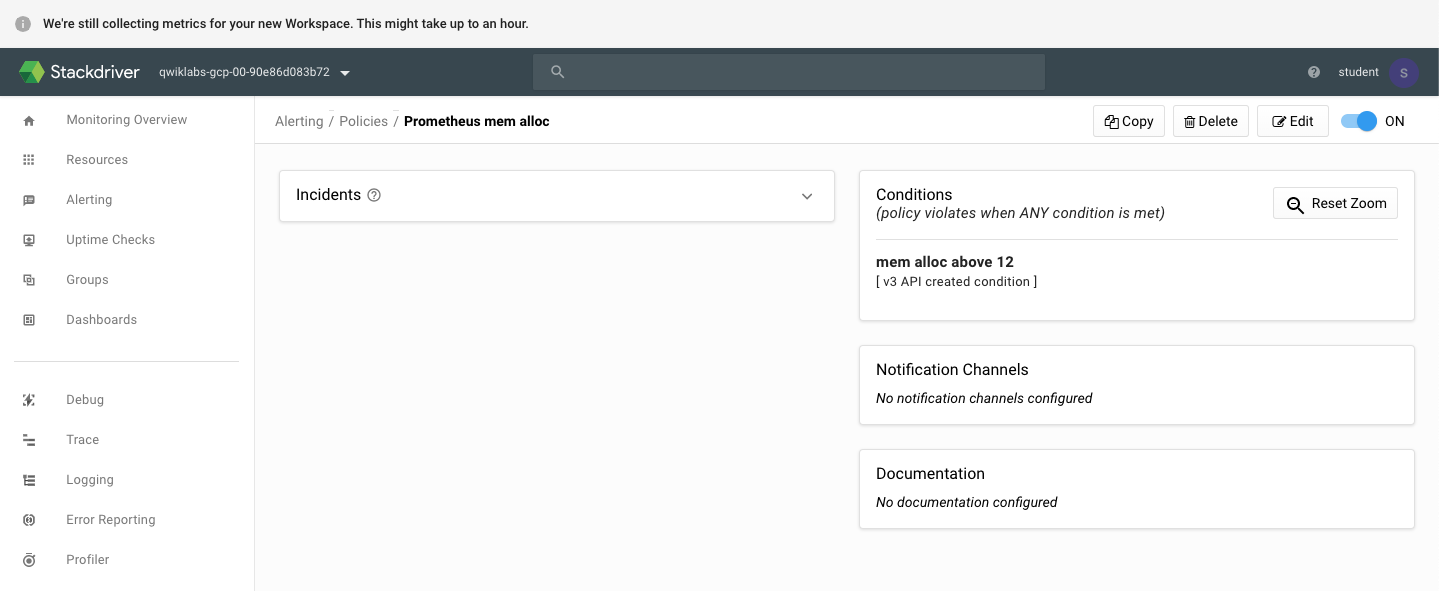 We're still collecting metrics for your new Workspace. This might take up to an hour.
Stackdriver
qwiklabs-gcp-00-90e86d083b72
student
S
Monitoring Overview
Resources
Alerting
Uptime Checks
Groups
Dashboards
Debug
Trace
Logging
Error Reporting
Profiler
Alerting / Policies / Prometheus mem alloc
Copy
Delete
Edit
ON
Incidents
Conditions
(policy violates when ANY condition is met)
Reset Zoom
mem alloc above 12
[ v3 API created condition ]
Notification Channels
No notification channels configured
Documentation
No documentation configured